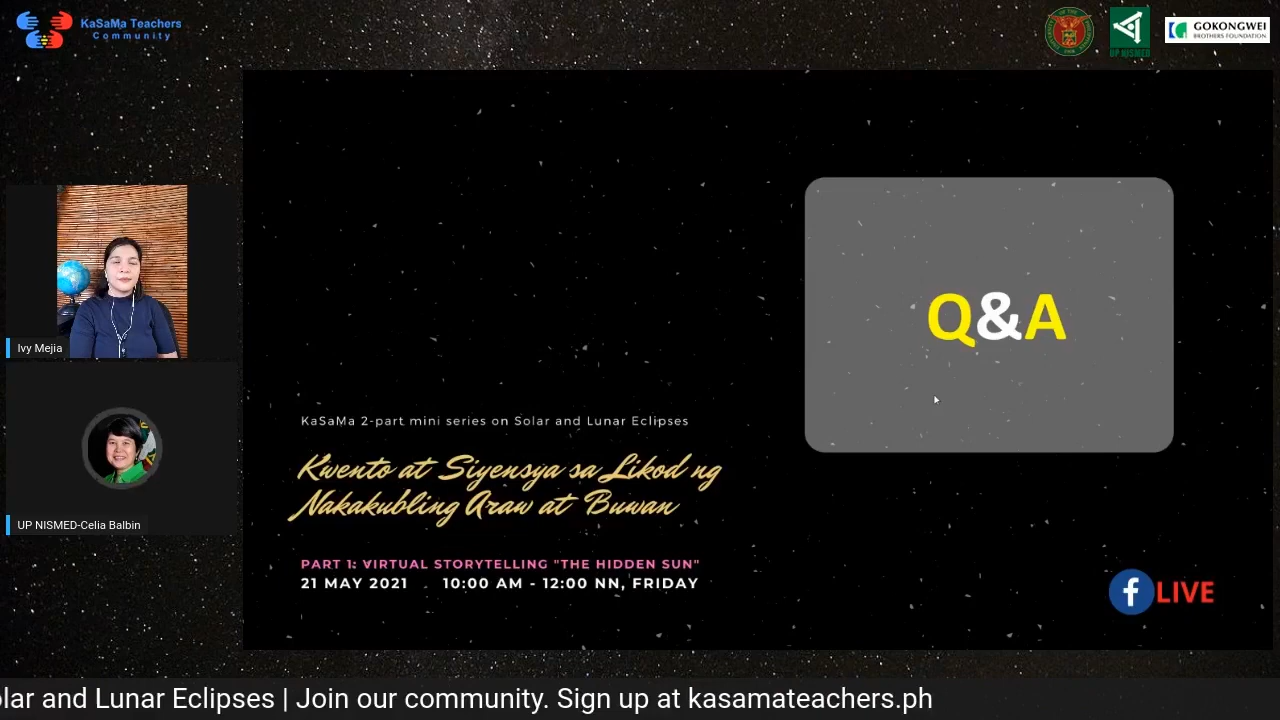 KaSaMa Teachers
Community
UP NISMED
GOKONGWEI
BROTHERS FOUNDATION
Ivy Mejia
UP NISMED-Celia Balbin
Q&A
KaSaMa 2-part mini series on Solar and Lunar Eclipses
Kwento at Siyensya sa Likod ng
Nakakubling Araw at Buwan
PART 1: VIRTUAL STORYTELLING "THE HIDDEN SUN"
21 MAY 2021 10:00 AM - 12:00 NN, FRIDAY
f LIVE
olar and Lunar Eclipses | Join our community. Sign up at kasamateachers.ph